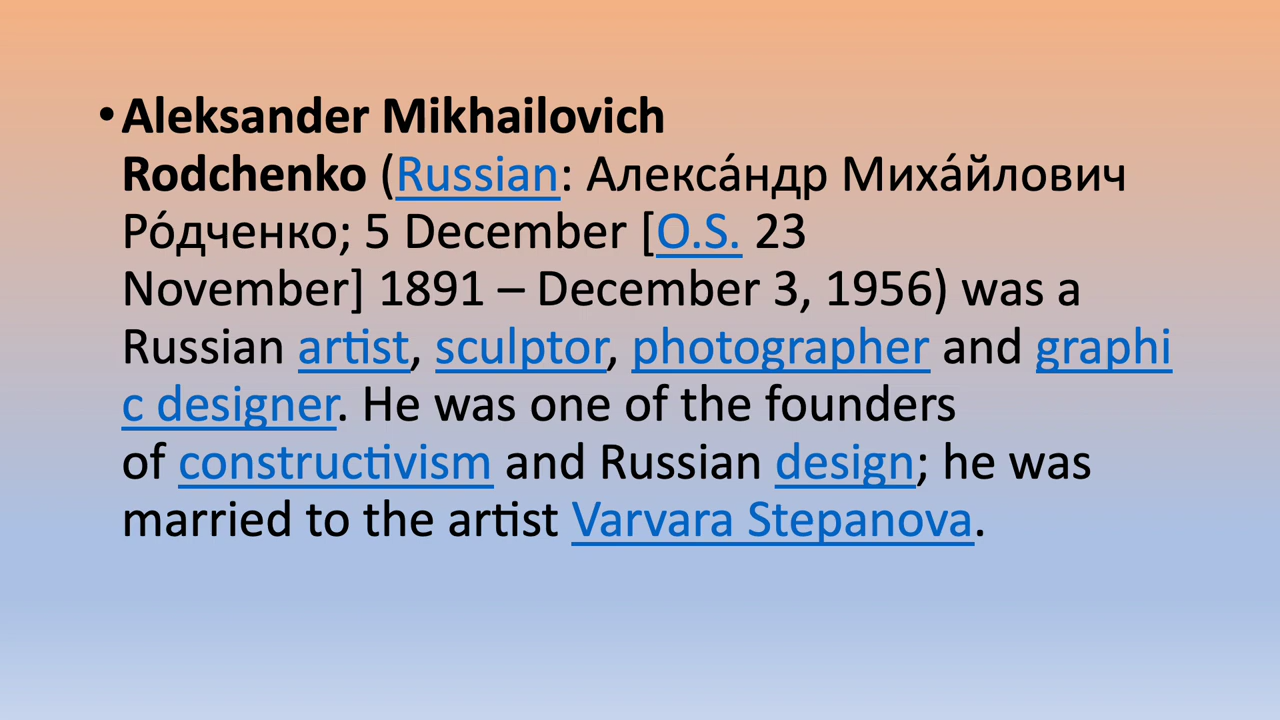 • Aleksander Mikhailovich
Rodchenko (Russian: Алекса́ндр Миха́йлович
Ро́дченко; 5 December [O.S. 23
November] 1891 – December 3, 1956) was a
Russian artist, sculptor, photographer and graphi
c designer. He was one of the founders
of constructivism and Russian design; he was
married to the artist Varvara Stepanova.